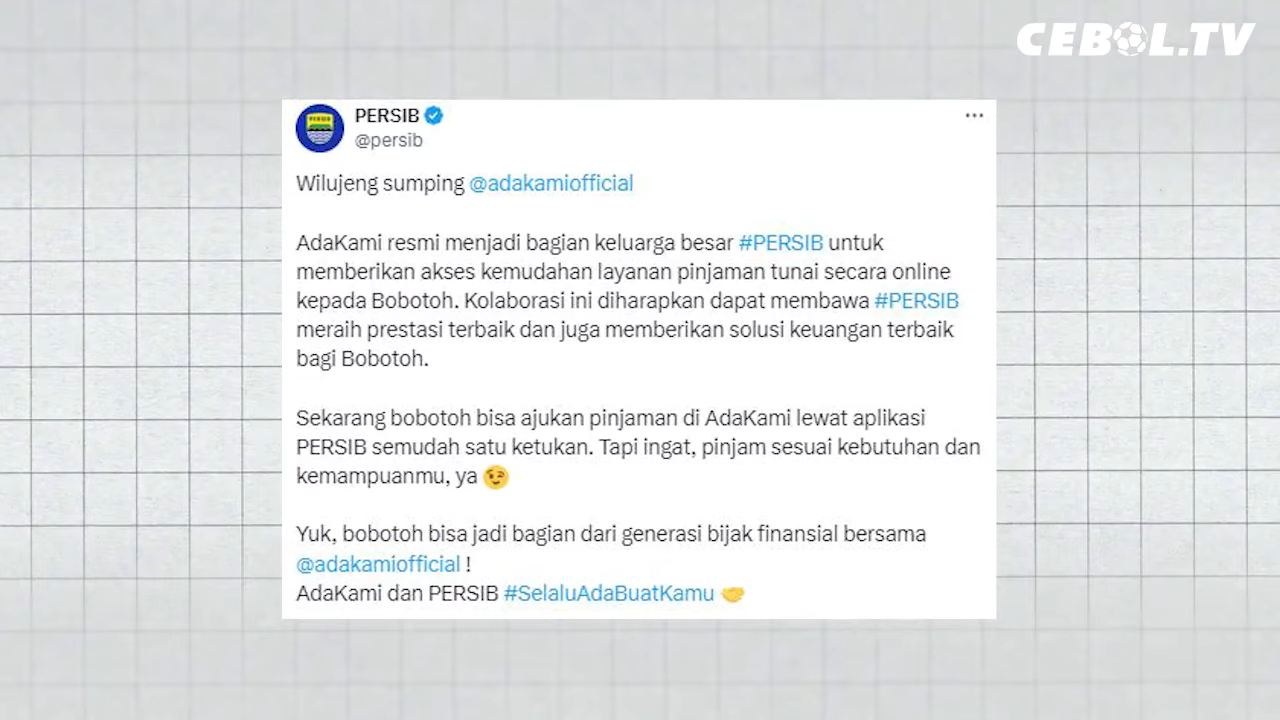 CEBOL.TV
PERSIB
PERSIB
@persib
Wilujeng sumping @adakamiofficial
AdaKami resmi menjadi bagian keluarga besar #PERSIB untuk
memberikan akses kemudahan layanan pinjaman tunai secara online
kepada Bobotoh. Kolaborasi ini diharapkan dapat membawa #PERSIB
meraih prestasi terbaik dan juga memberikan solusi keuangan terbaik
bagi Bobotoh.
Sekarang bobotoh bisa ajukan pinjaman di AdaKami lewat aplikasi
PERSIB semudah satu ketukan. Tapi ingat, pinjam sesuai kebutuhan dan
kemampuanmu, ya 😉
Yuk, bobotoh bisa jadi bagian dari generasi bijak finansial bersama
@adakamiofficial !
AdaKami dan PERSIB #SelaluAdaBuatKamu 🤝